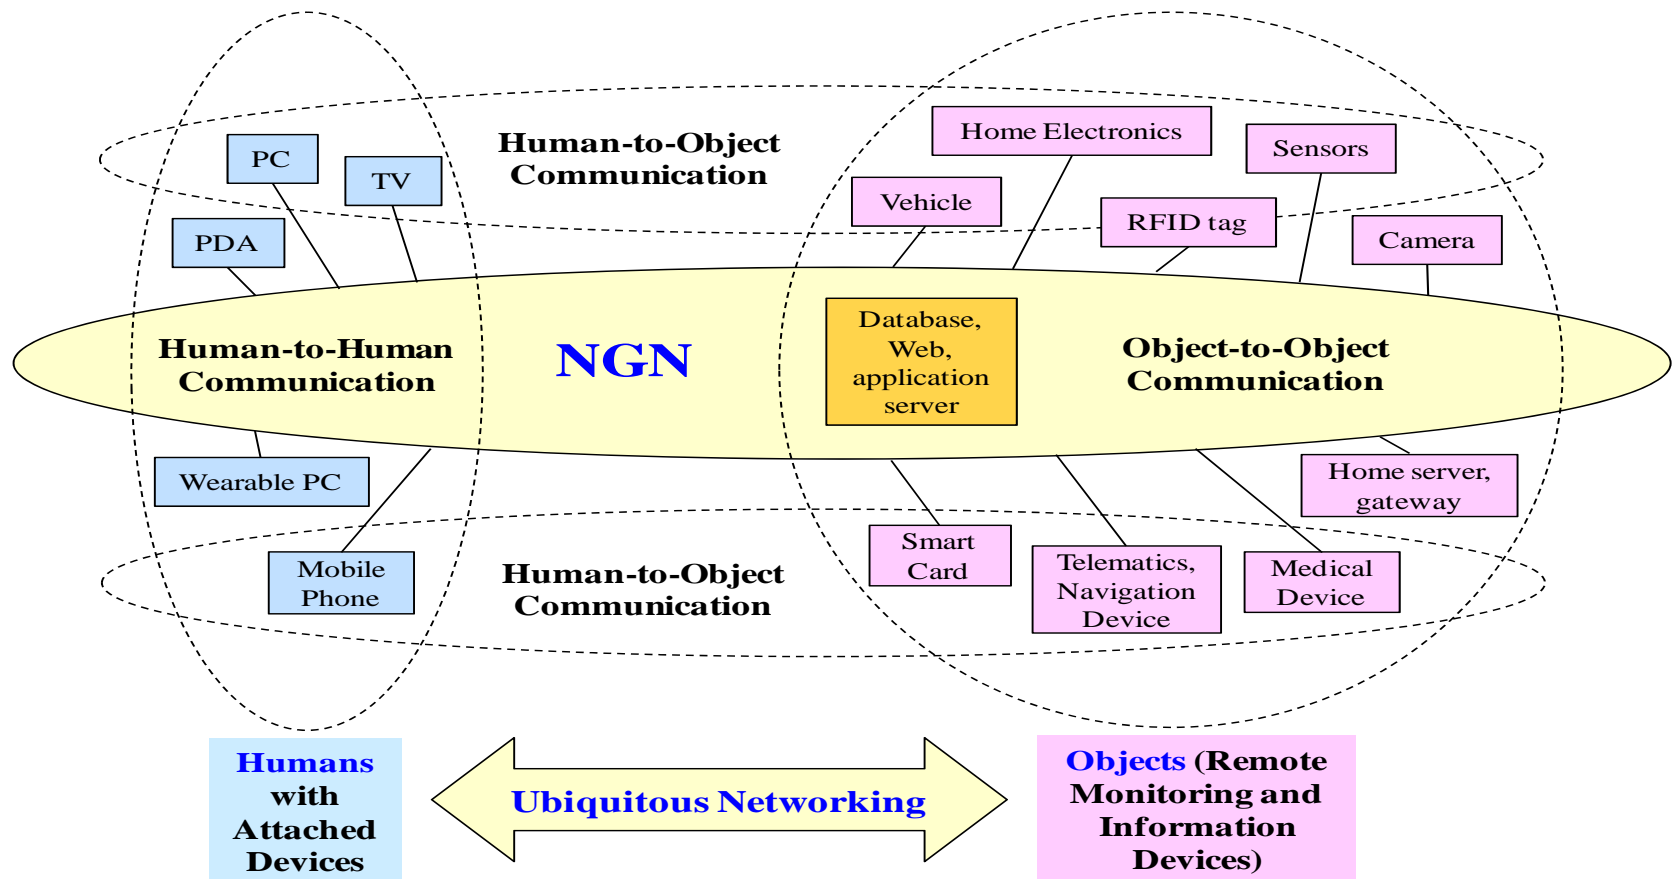 Human-to-Object
Communication
PC
TV
PDA
Home Electronics
Sensors
Vehicle
RFID tag
Camera
Human-to-Human
Communication
NGN
Database,
Web,
application
server
Object-to-Object
Communication
Wearable PC
Mobile
Phone
Human-to-Object
Communication
Smart
Card
Telematics,
Navigation
Device
Medical
Device
Home server,
gateway
Humans
with
Attached
Devices
Ubiquitous Networking
Objects (Remote
Monitoring and
Information
Devices)